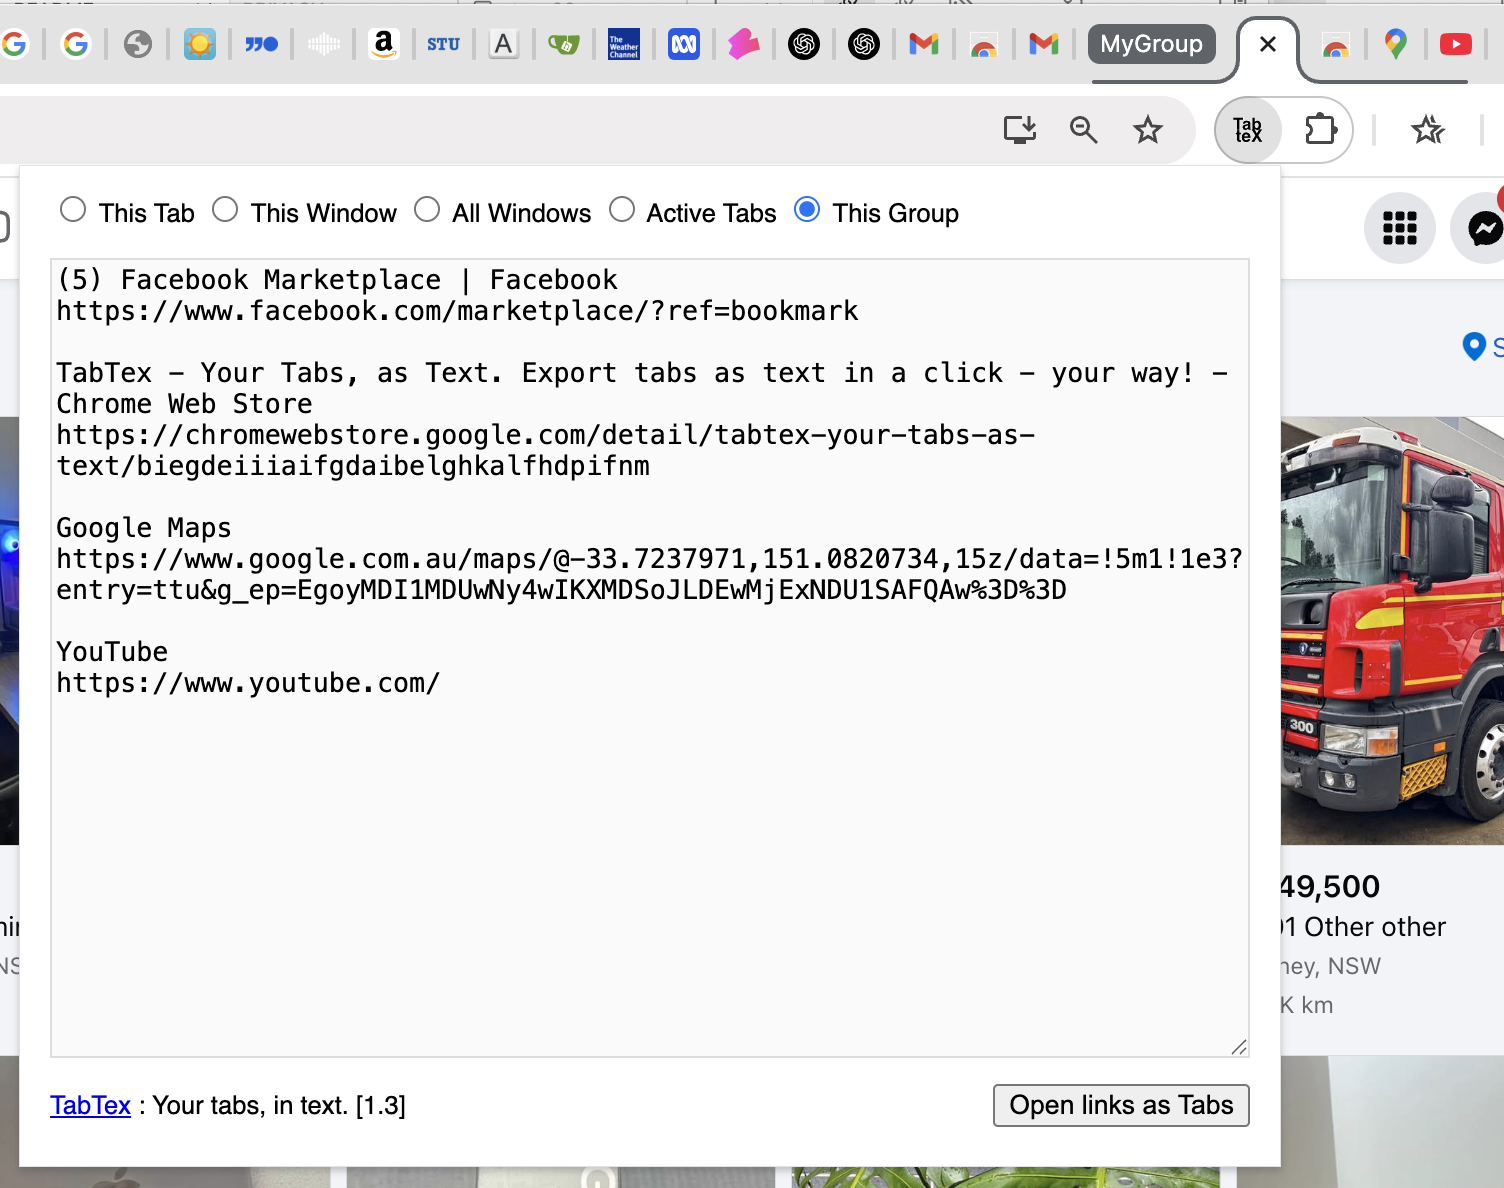 STU
A
The
Weather
Channel
MyGroup
Tab
teX
This Tab This Window All Windows Active Tabs This Group
(5) Facebook Marketplace | Facebook
https://www.facebook.com/marketplace/?ref=bookmark
TabTex – Your Tabs, as Text. Export tabs as text in a click – your way! –
Chrome Web Store
https://chromewebstore.google.com/detail/tabtex-your-tabs-as-
text/biegdeiiiaifgdaibelghkalfhdpifnm
Google Maps
https://www.google.com.au/maps/@-33.7237971,151.0820734,15z/data=!5m1!1e3?
entry=ttu&g_ep=EgoyMDI1MDUwNy4wIKXMDSoJLDEwMjExNDU1SAFQAw%3D%3D
YouTube
https://www.youtube.com/
300
49,500
01 Other other
ney, NSW
K km
TabTex : Your tabs, in text. [1.3]
Open links as Tabs